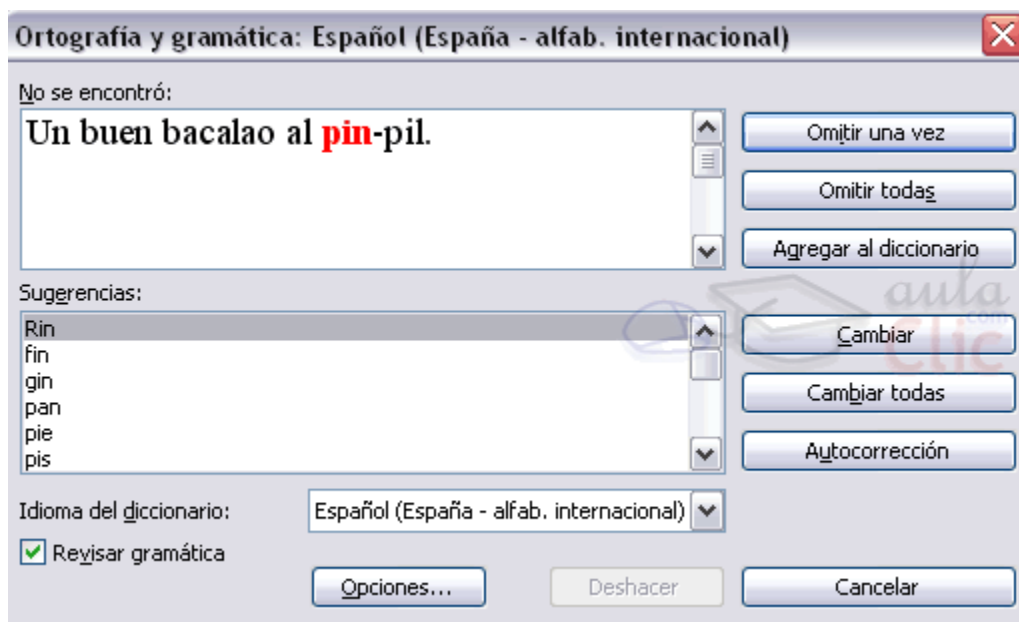 Ortografía y gramática: Español (España - alfab. internacional)
No se encontró:
Un buen bacalao al pin-pil.
Omitir una vez
Omitir todas
Agregar al diccionario
Sugerencias:
Rin
fin
gin
pan
pie
pis
aula
.com
Clic
Cambiar
Cambiar todas
Autocorrección
Idioma del diccionario:
Español (España - alfab. internacional)
Revisar gramática
Opciones...
Deshacer
Cancelar